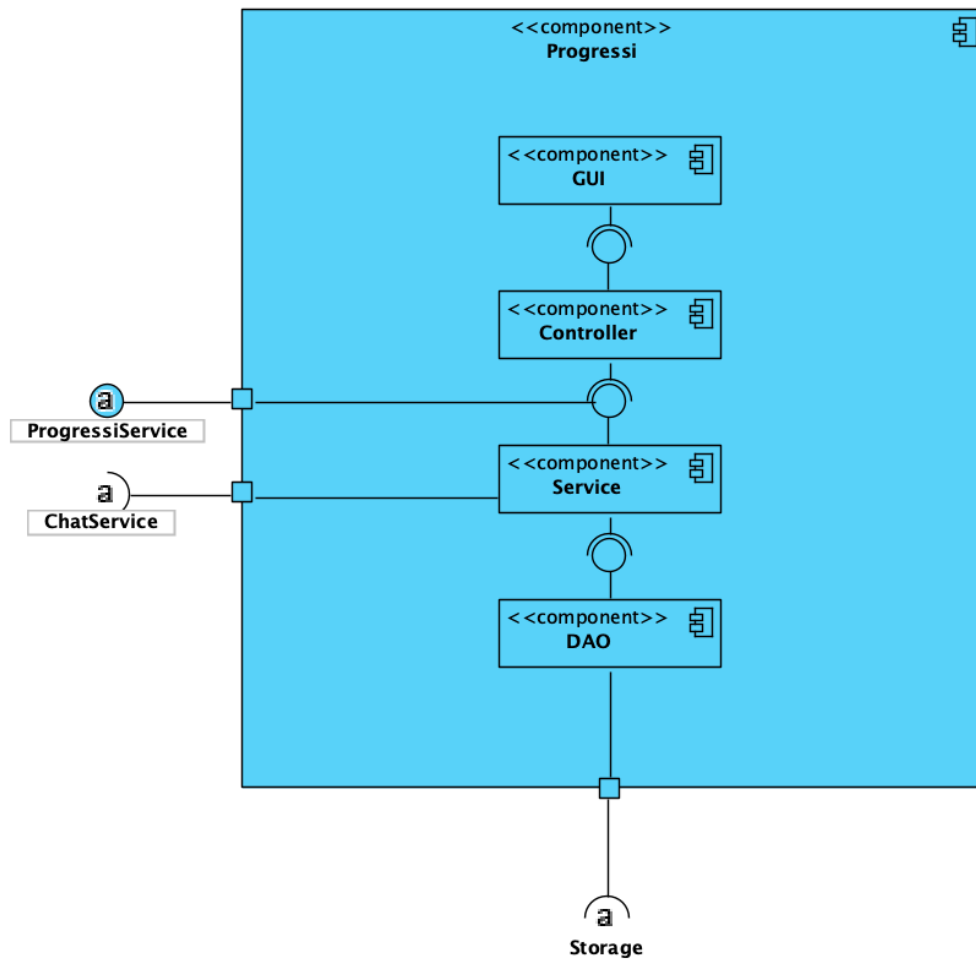 <<component>>
Progressi
<<component>>
GUI
<<component>>
Controller
a
ProgressiService
<<component>>
Service
a
ChatService
<<component>>
DAO
a
Storage